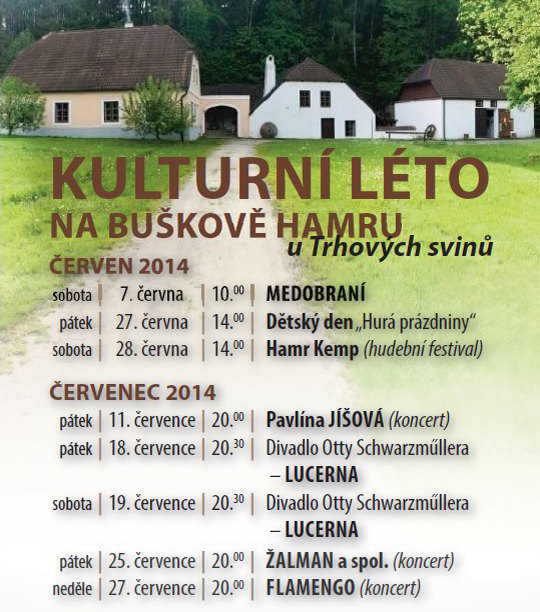 KULTURNÍ LÉTO
NA BUŠKOVĚ HAMRU
u Trhových svinů
ČERVEN 2014
sobota | 7. června | 10.00 | MEDOBRANÍ
pátek | 27. června | 14.00 | Dětský den „Hurá prázdniny“
sobota | 28. června | 14.00 | Hamr Kemp (hudební festival)
ČERVENEC 2014
pátek | 11. července | 20.00 | Pavlína JÍŠOVÁ (koncert)
pátek | 18. července | 20.30 | Divadlo Otty Schwarzműllera
– LUCERNA
sobota | 19. července | 20.30 | Divadlo Otty Schwarzműllera
– LUCERNA
pátek | 25. července | 20.00 | ŽALMAN a spol. (koncert)
neděle | 27. července | 20.00 | FLAMENGO (koncert)